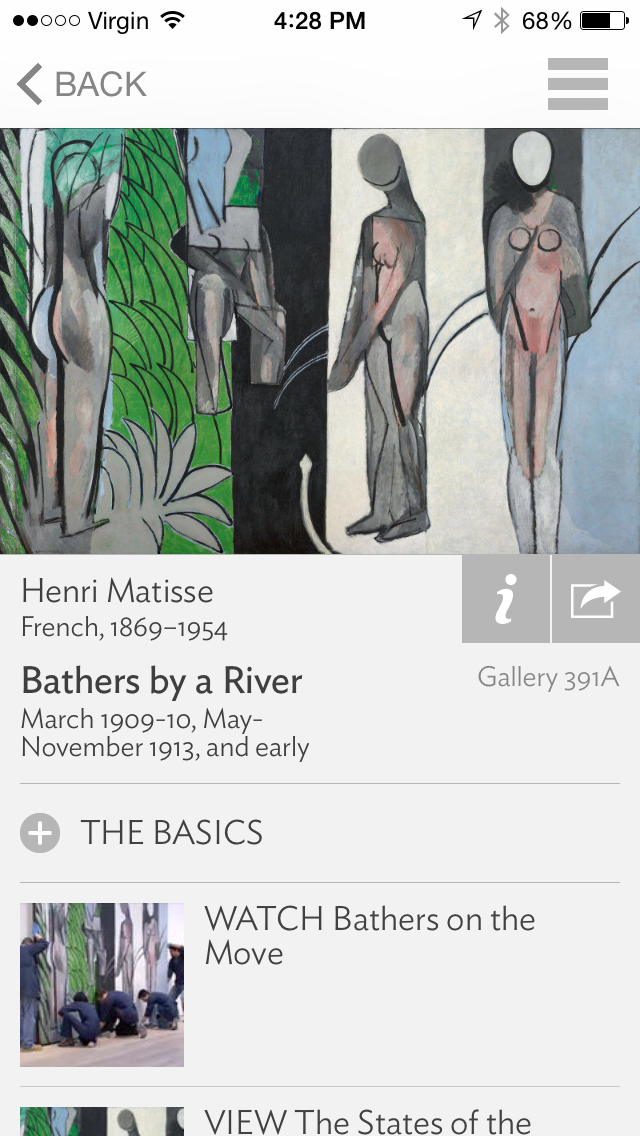 Virgin 4:28 PM 68%
BACK
Henri Matisse
French, 1869–1954
Bathers by a River
Gallery 391A
March 1909-10, May-
November 1913, and early
THE BASICS
WATCH Bathers on the
Move
VIEW The States of the